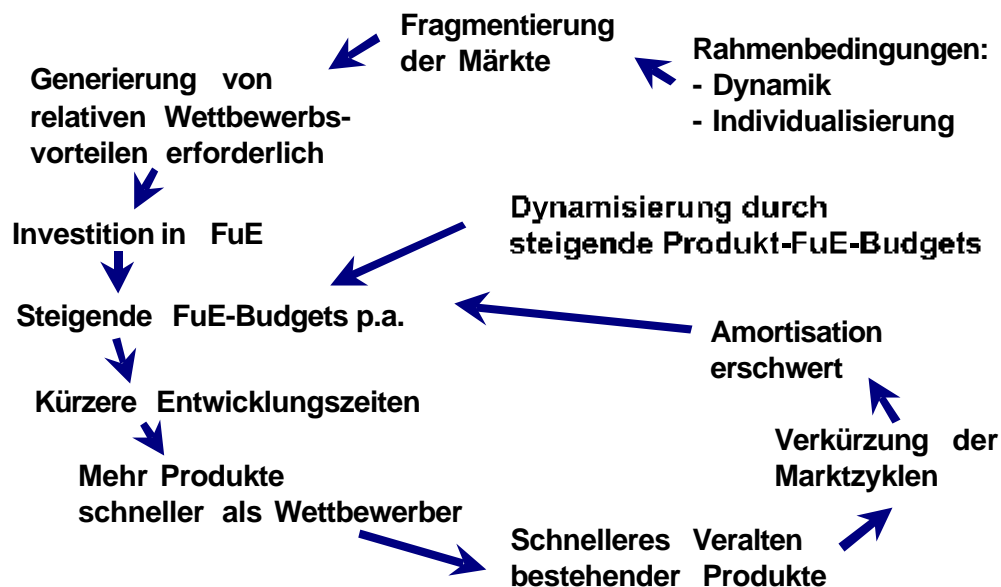 Fragmentierung
der Märkte
Rahmenbedingungen:
- Dynamik
- Individualisierung
Generierung von
relativen Wettbewerbs-
vorteilen erforderlich
Investition in FuE
Dynamisierung durch
steigende Produkt-FuE-Budgets
Steigende FuE-Budgets p.a.
Amortisation
erschwert
Kürzere Entwicklungszeiten
Verkürzung der
Marktzyklen
Mehr Produkte
schneller als Wettbewerber
Schnelleres Veralten
bestehender Produkte